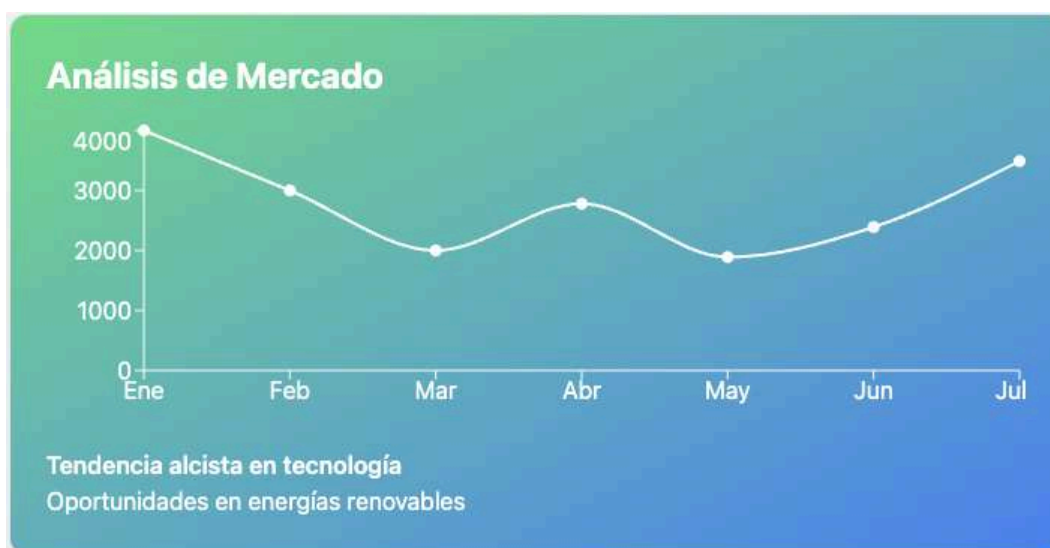 Análisis de Mercado
4000
3000
2000
1000
0
Ene Feb Mar Abr May Jun Jul
Tendencia alcista en tecnología
Oportunidades en energías renovables